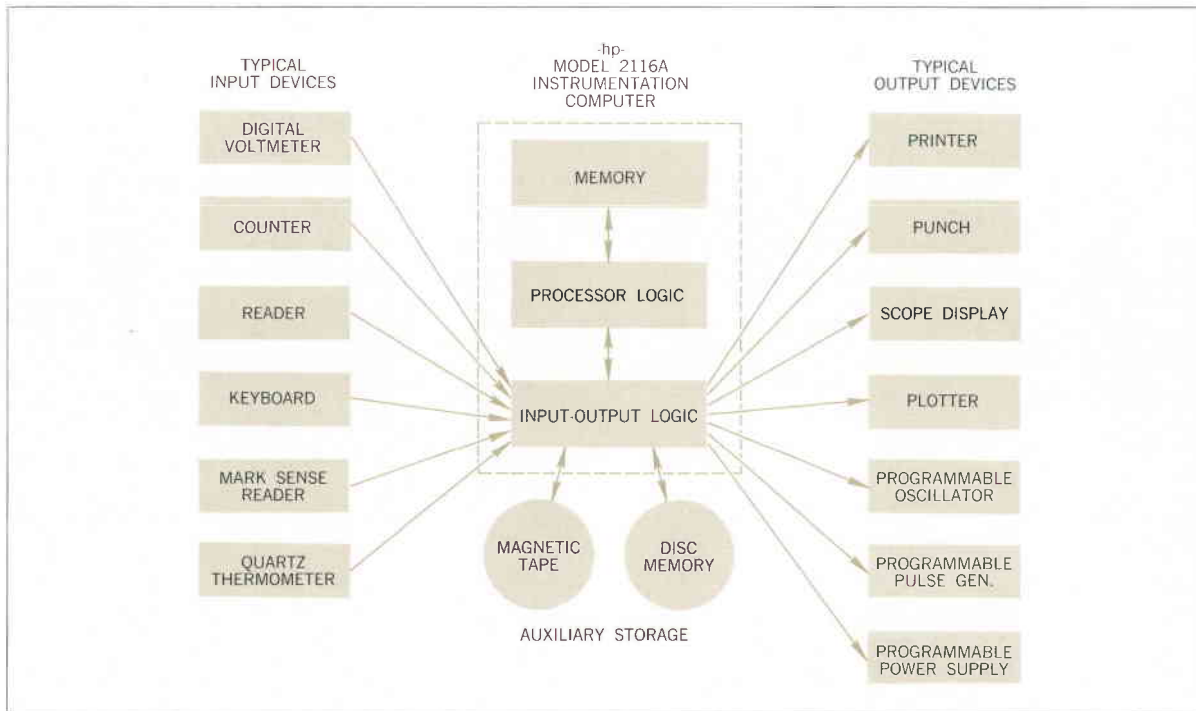 TYPICAL
INPUT DEVICES
DIGITAL
VOLTMETER
COUNTER
READER
KEYBOARD
MARK SENSE
READER
QUARTZ
THERMOMETER
-hp-
MODEL 2116A
INSTRUMENTATION
COMPUTER
MEMORY
PROCESSOR LOGIC
INPUT-OUTPUT LOGIC
MAGNETIC
TAPE
DISC
MEMORY
AUXILIARY STORAGE
TYPICAL
OUTPUT DEVICES
PRINTER
PUNCH
SCOPE DISPLAY
PLOTTER
PROGRAMMABLE
OSCILLATOR
PROGRAMMABLE
PULSE GEN.
PROGRAMMABLE
POWER SUPPLY